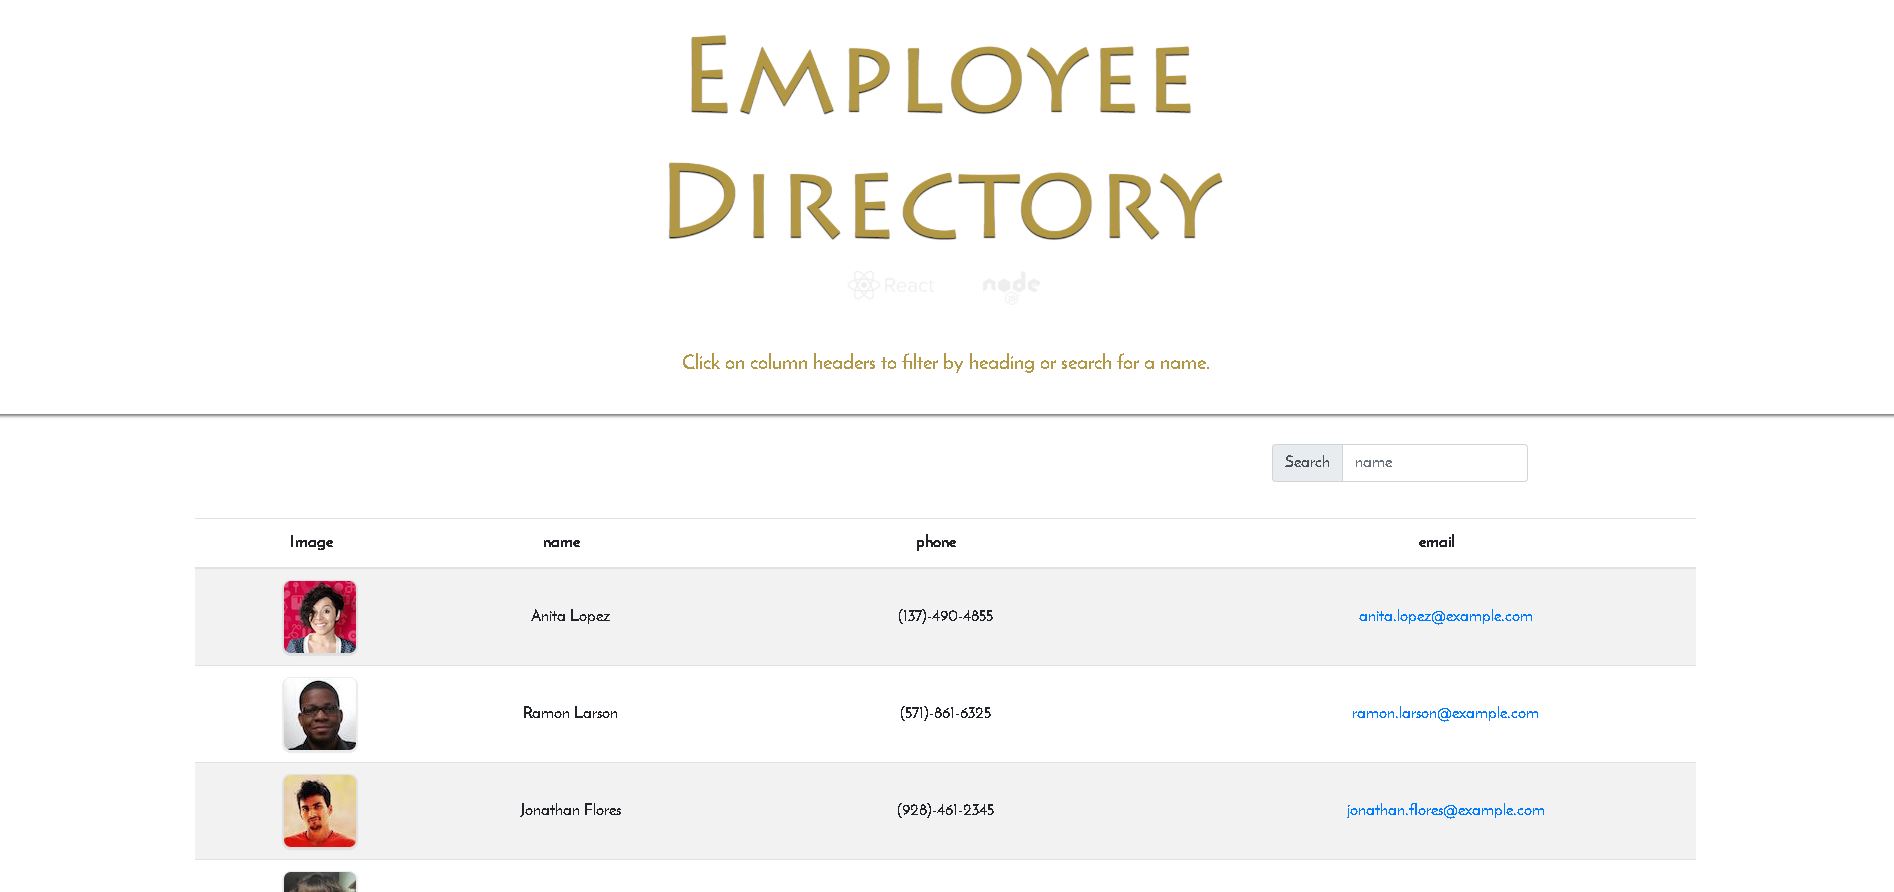 EMPLOYEE
DIRECTORY
React node JS
Click on column headers to filter by heading or search for a name.
Search name
Image name phone email
Anita Lopez (137)-490-4855 anita.lopez@example.com
Ramon Larson (571)-861-6325 ramon.larson@example.com
Jonathan Flores (928)-461-2345 jonathan.flores@example.com